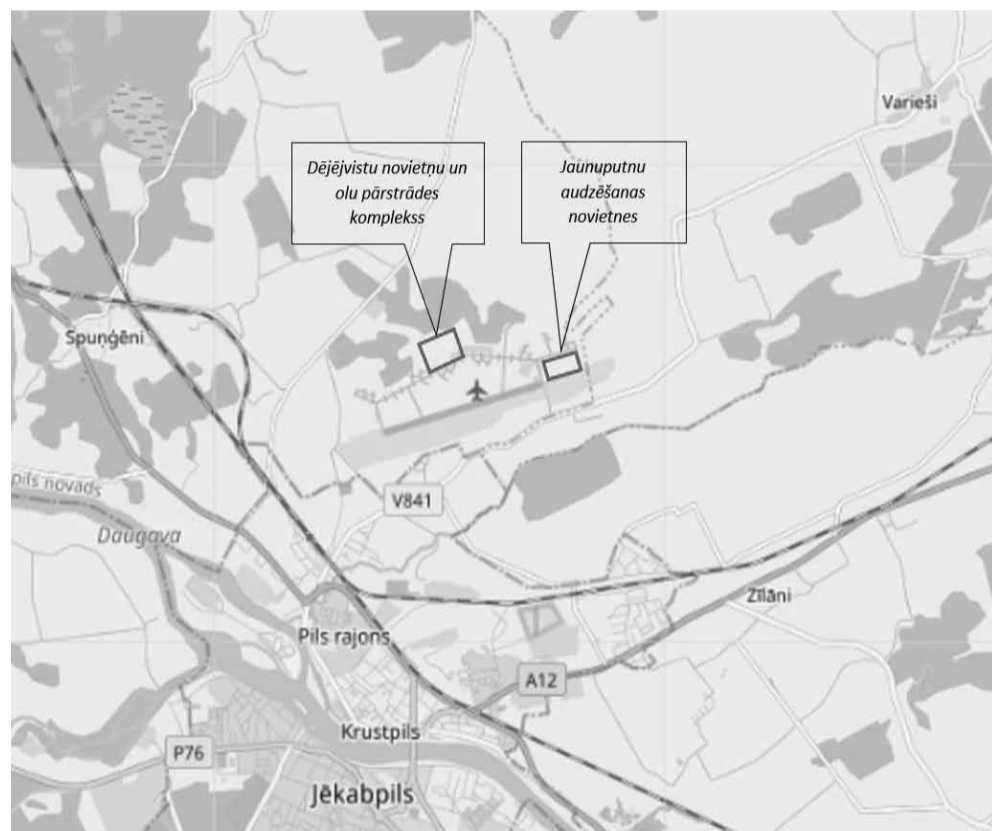 Varieši
Dējējvistu novietņu un
olu pārstrādes
komplekss
Jaunuputnu
audzēšanas
novietnes
Spuņģēni
pils novads
V841
Daugava
Zīlāni
Pils rajons
A12
Krustpils
P76
Jēkabpils